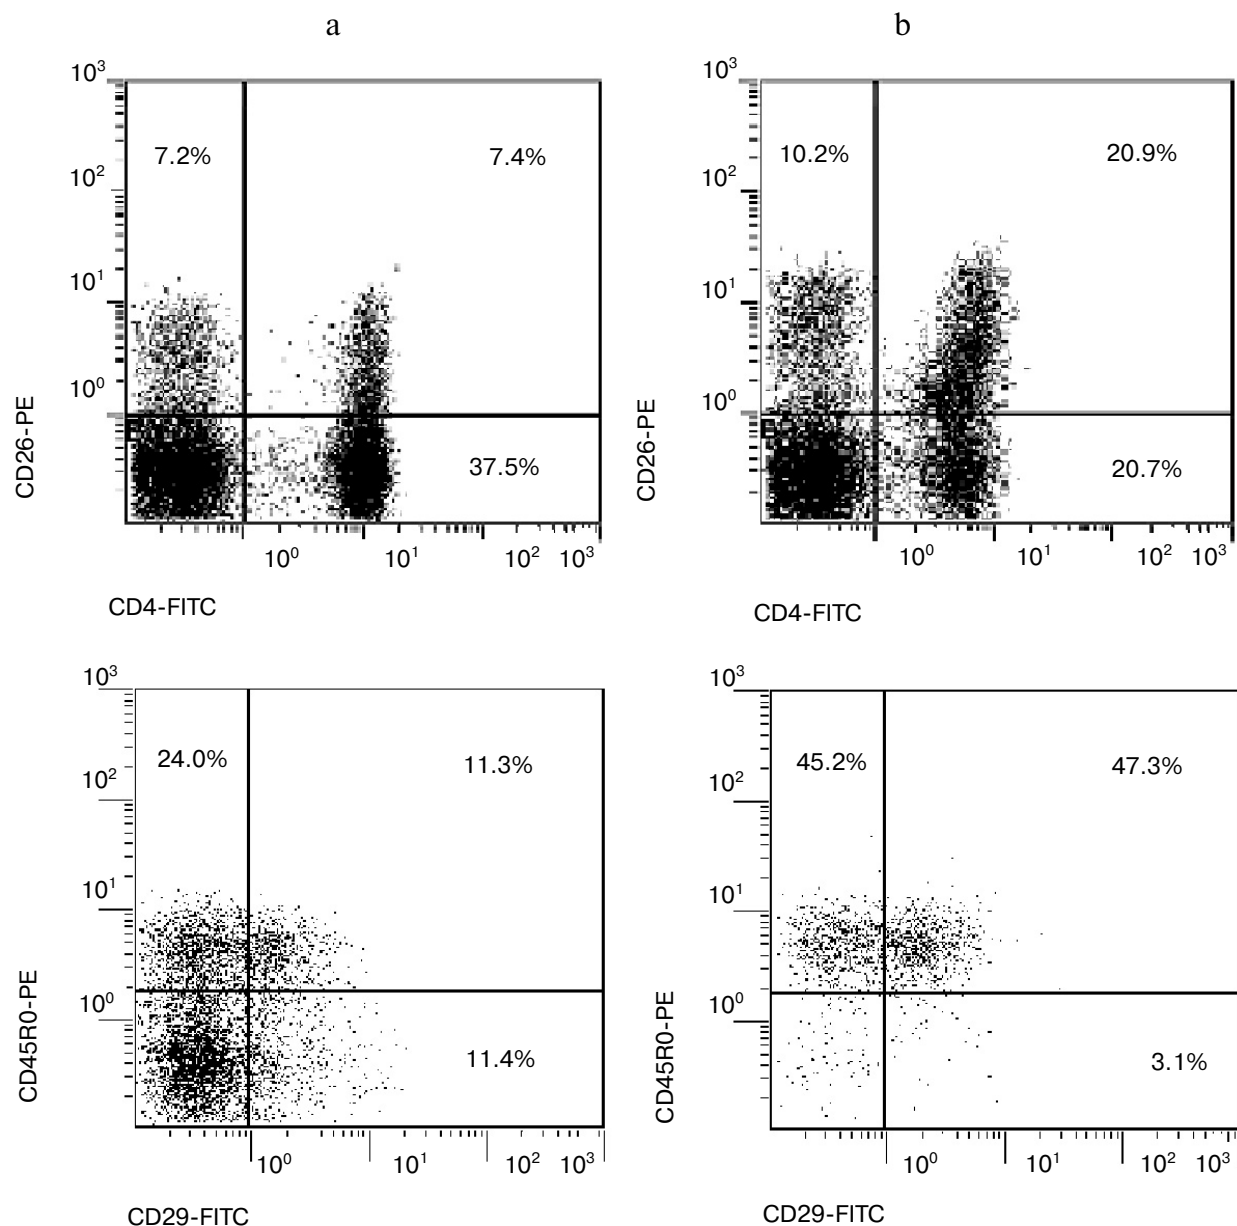 a
b
10³
7.2%
7.4%
10²
10¹
10⁰
37.5%
CD26-PE
10⁰ 10¹ 10² 10³
CD4-FITC
10³
10.2%
20.9%
10²
10¹
10⁰
20.7%
CD26-PE
10⁰ 10¹ 10² 10³
CD4-FITC
10³
24.0%
11.3%
10²
10¹
10⁰
11.4%
CD45R0-PE
10⁰ 10¹ 10² 10³
CD29-FITC
10³
45.2%
47.3%
10²
10¹
10⁰
3.1%
CD45R0-PE
10⁰ 10¹ 10² 10³
CD29-FITC